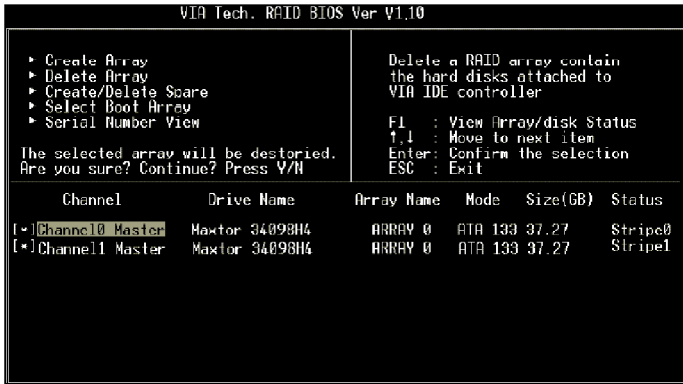 VIA Tech. RAID BIOS Ver V1.10
Create Array
Delete Array
Create/Delete Spare
Select Boot Array
Serial Number View
The selected array will be destoried.
Are you sure? Continue? Press Y/N
Delete a RAID array contain
the hard disks attached to
VIA IDE controller
F1 : View Array/disk Status
↑,↓ : Move to next item
Enter: Confirm the selection
ESC : Exit
Channel Drive Name Array Name Mode Size(GB) Status
[*]Channel0 Master Maxtor 34098H4 ARRAY 0 ATA 133 37.27 Stripe0
[*]Channel1 Master Maxtor 34098H4 ARRAY 0 ATA 133 37.27 Stripe1